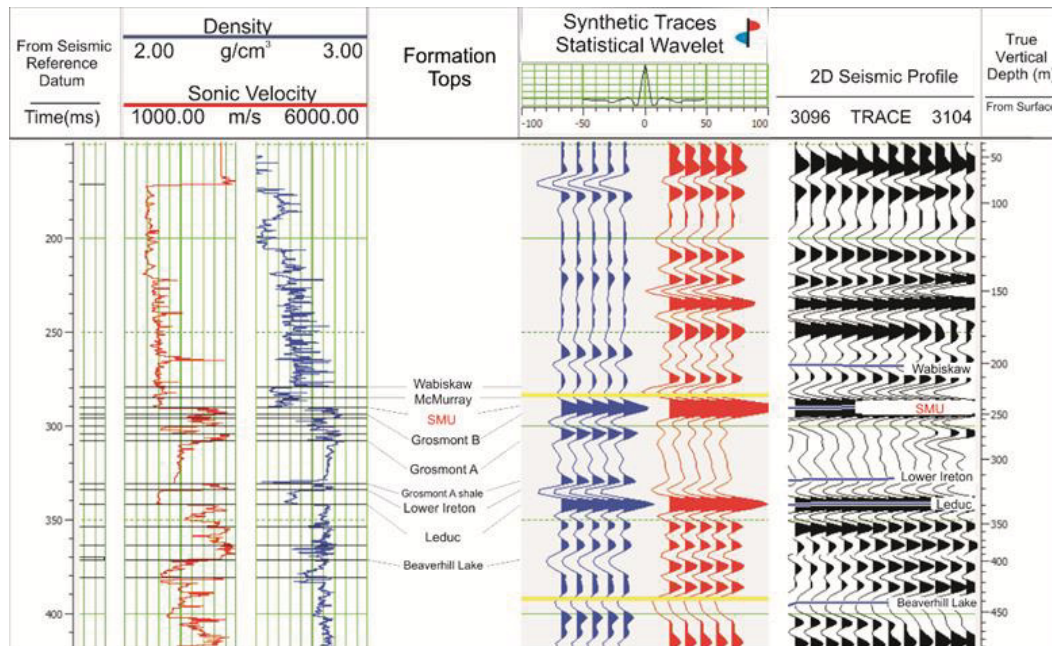 From Seismic
Reference
Datum
Time(ms)
Density
2.00 g/cm³ 3.00
Sonic Velocity
1000.00 m/s 6000.00
Formation
Tops
Synthetic Traces
Statistical Wavelet
-100 -50 0 50 100
2D Seismic Profile
3096 TRACE 3104
True
Vertical
Depth (m)
From Surface
200
250
300
350
400
Wabiskaw
McMurray
SMU
Grosmont B
Grosmont A
Grosmont A shale
Lower Ireton
Leduc
Beaverhill Lake
Wabiskaw
SMU
Lower Ireton
Leduc
Beaverhill Lake
50
100
150
200
250
300
350
400
450